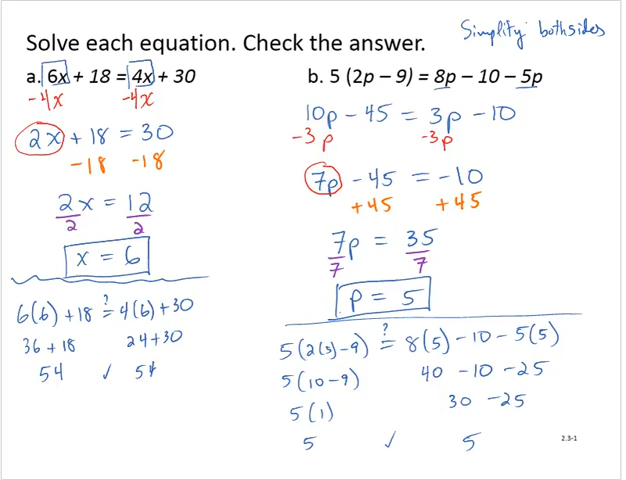 Simplify both sides
Solve each equation. Check the answer.
a. 6x + 18 = 4x + 30
-4x -4x
2x + 18 = 30
-18 -18
2x = 12
2 2
x = 6
6(6) + 18 ?= 4(6) + 30
36 + 18 24 + 30
54 ✓ 54
b. 5 (2p − 9) = 8p − 10 − 5p
10p - 45 = 3p - 10
-3p -3p
7p - 45 = -10
+45 +45
7p = 35
7 7
p = 5
5(2(5)-9) ?= 8(5) - 10 - 5(5)
5(10-9) 40 - 10 - 25
5(1) 30 - 25
5 ✓ 5
2.3-1